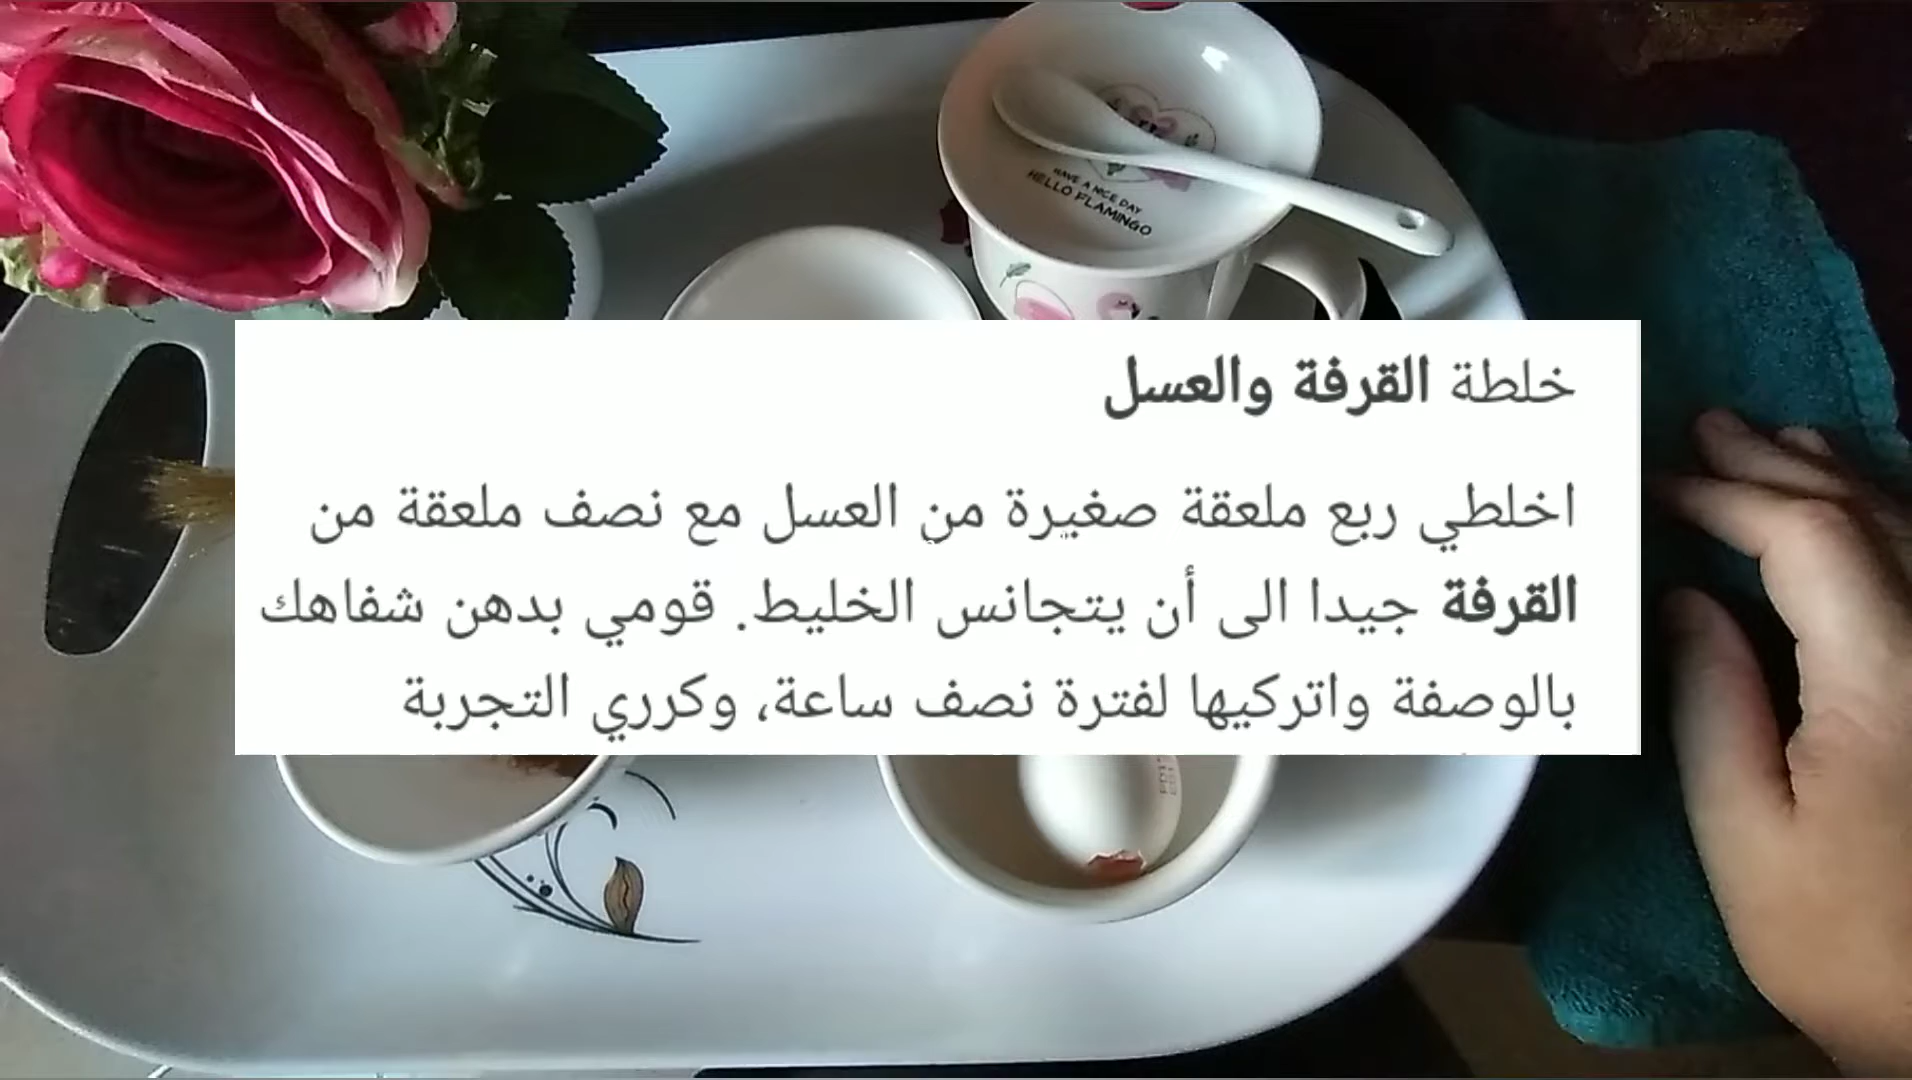 HAVE A NICE DAY
HELLO FLAMINGO
خلطة القرفة والعسل
اخلطي ربع ملعقة صغيرة من العسل مع نصف ملعقة من
القرفة جيدا الى أن يتجانس الخليط. قومي بدهن شفاهك
بالوصفة واتركيها لفترة نصف ساعة، وكرري التجربة